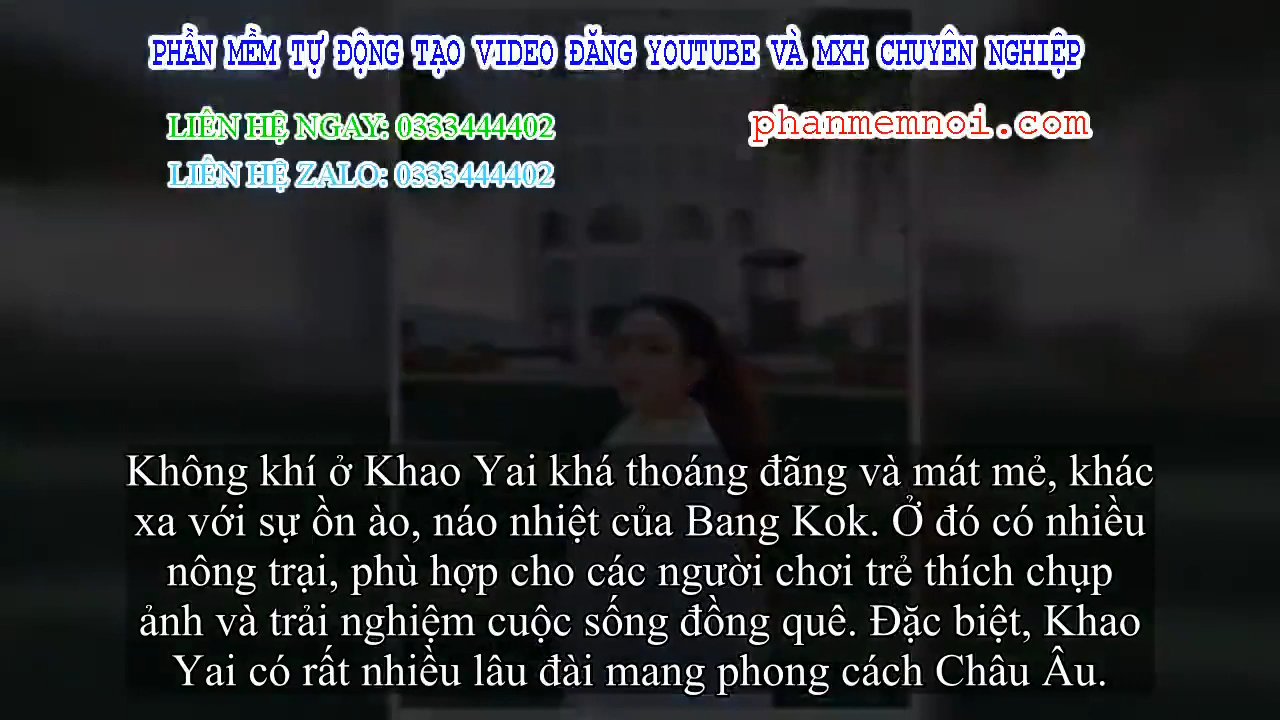 PHẦN MỀM TỰ ĐỘNG TẠO VIDEO ĐĂNG YOUTUBE VÀ MXH CHUYÊN NGHIỆP
LIÊN HỆ NGAY: 0333444402
phanmemnoi.com
LIÊN HỆ ZALO: 0333444402
Không khí ở Khao Yai khá thoáng đãng và mát mẻ, khác
xa với sự ồn ào, náo nhiệt của Bang Kok. Ở đó có nhiều
nông trại, phù hợp cho các người chơi trẻ thích chụp
ảnh và trải nghiệm cuộc sống đồng quê. Đặc biệt, Khao
Yai có rất nhiều lâu đài mang phong cách Châu Âu.